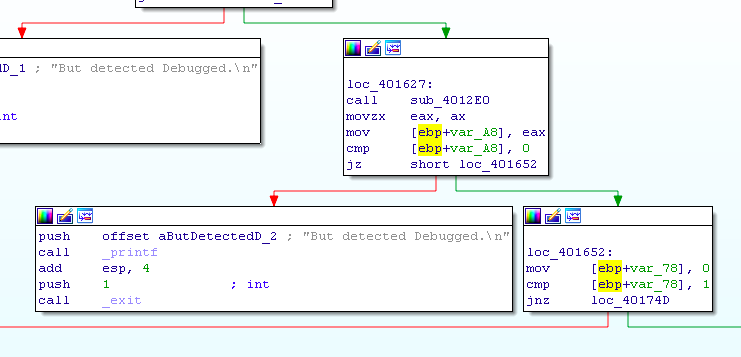 D_1 ; "But detected Debugged.\n"
int
loc_401627:
call sub_4012E0
movzx eax, ax
mov [ebp+var_A8], eax
cmp [ebp+var_A8], 0
jz short loc_401652
push offset aButDetectedD_2 ; "But detected Debugged.\n"
call _printf
add esp, 4
push 1 ; int
call _exit
loc_401652:
mov [ebp+var_78], 0
cmp [ebp+var_78], 1
jnz loc_40174D